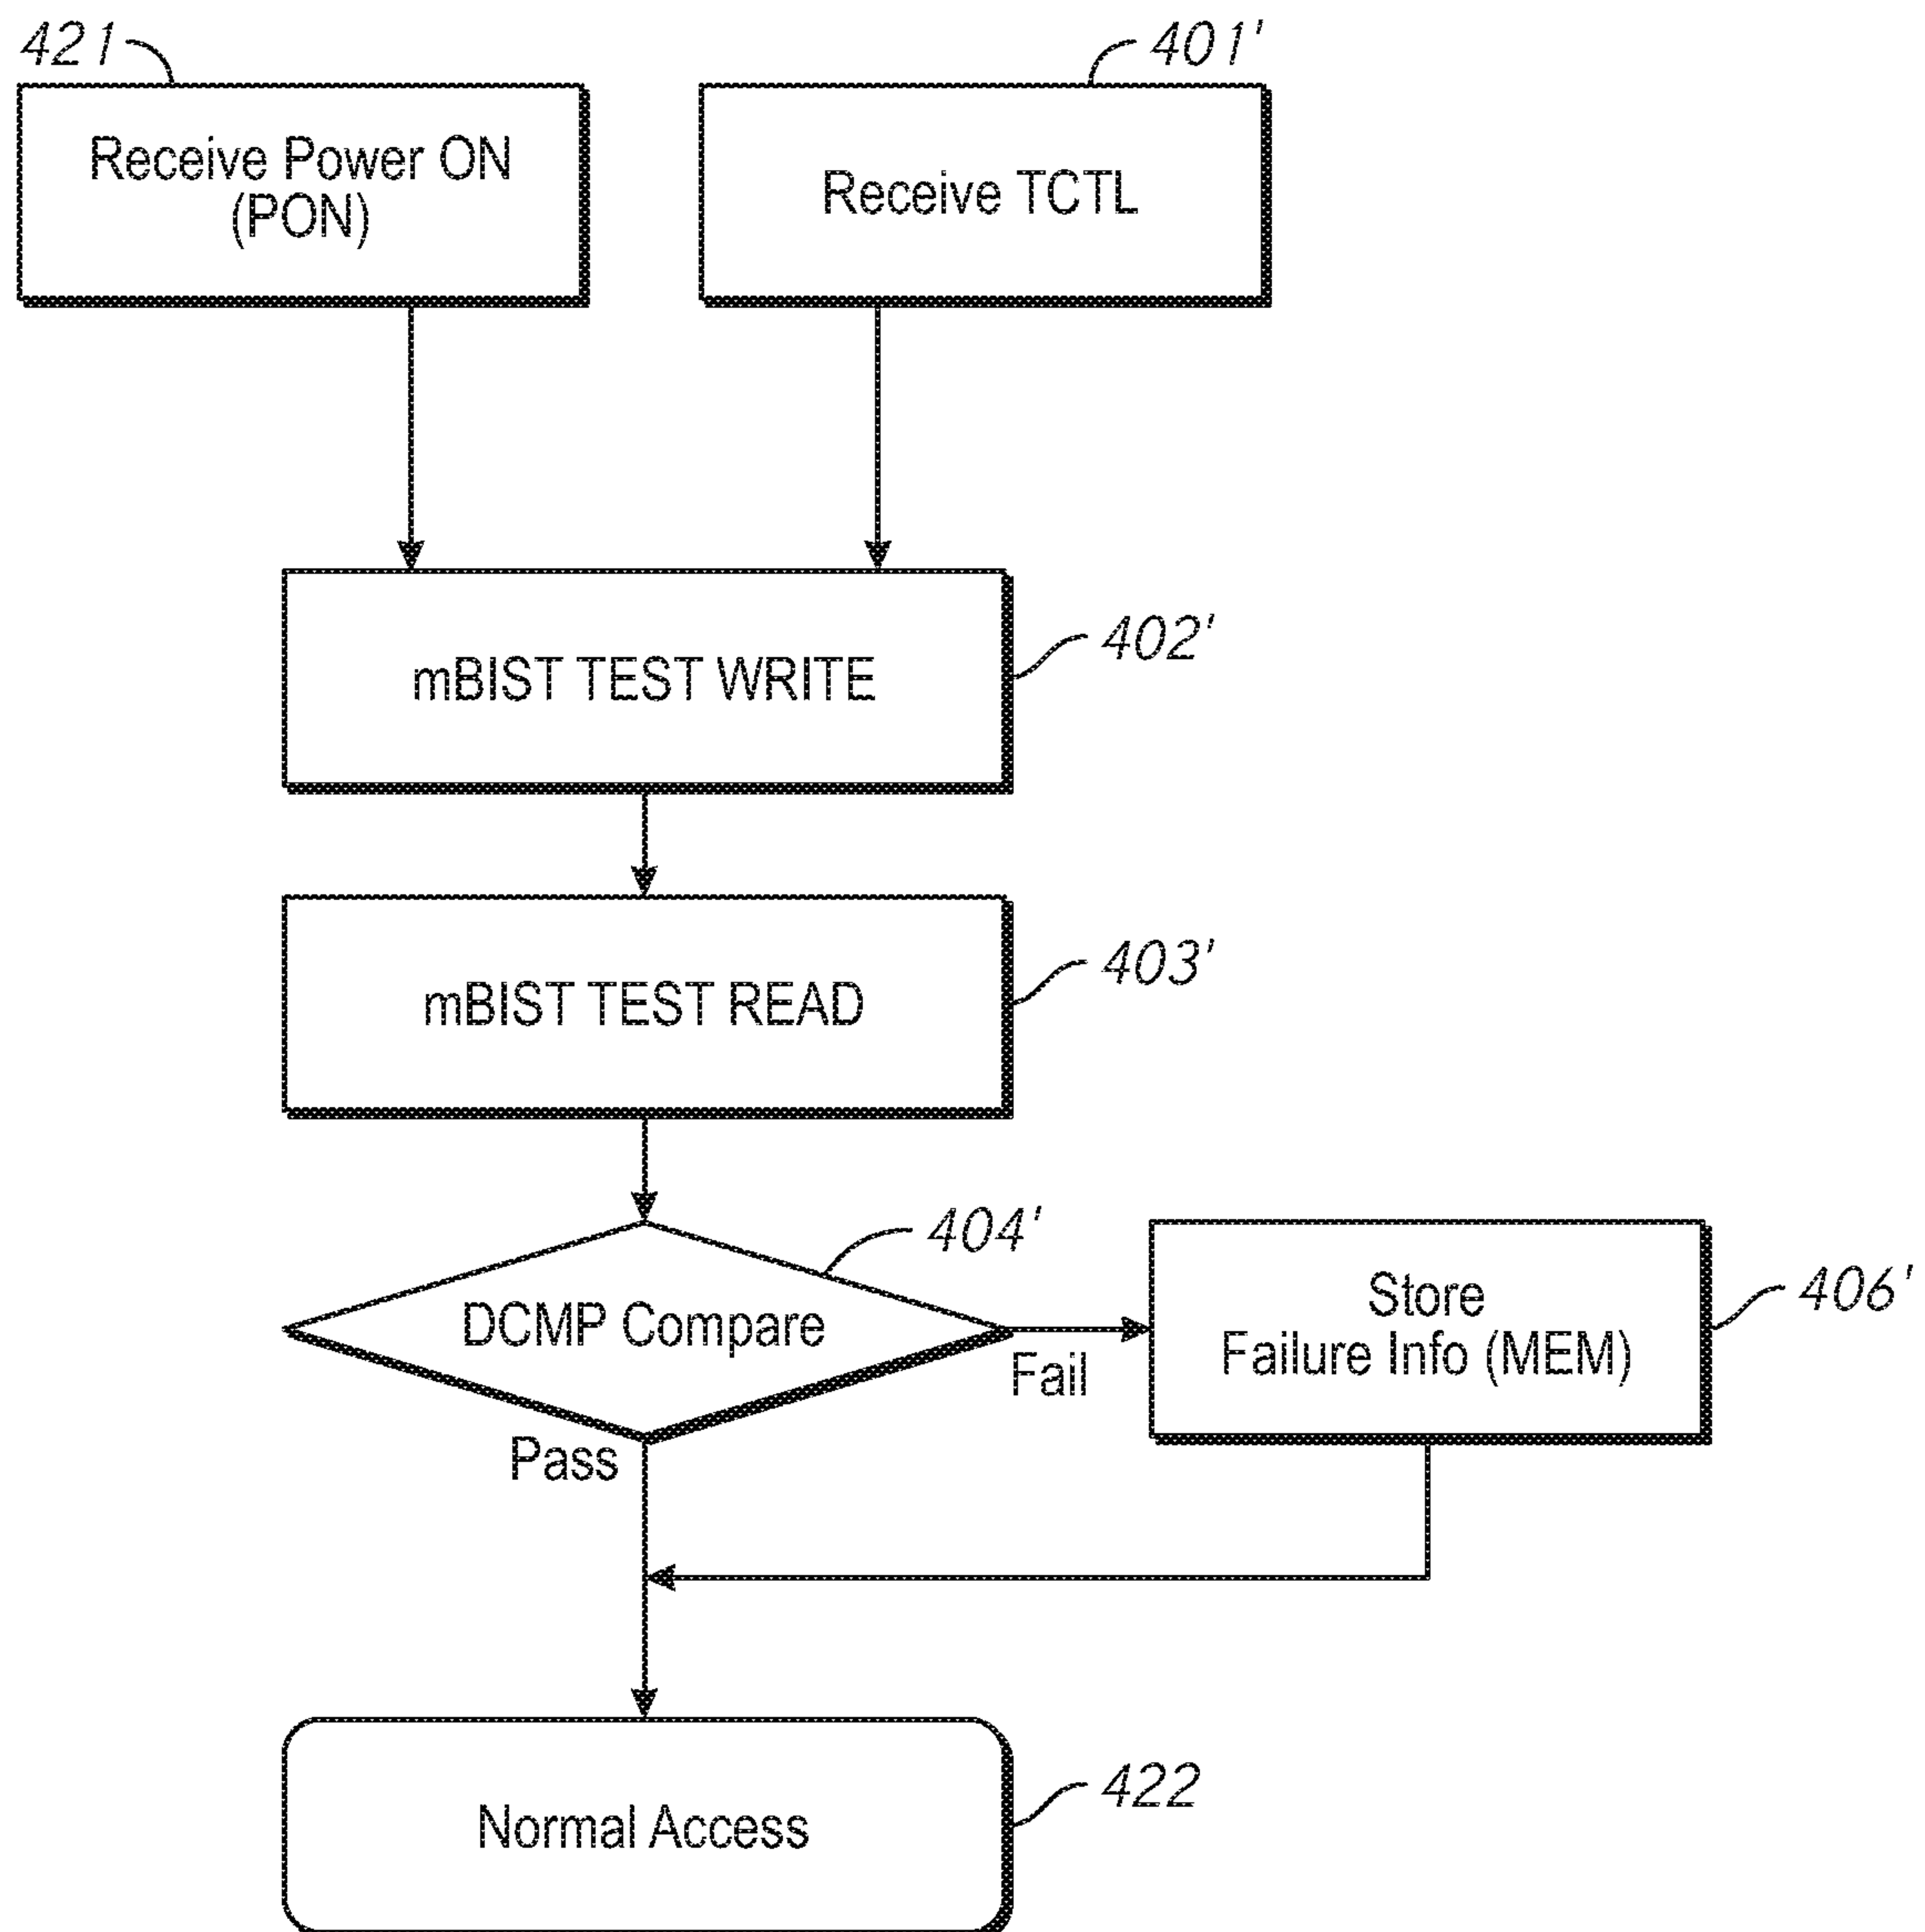 421
401'
Receive Power ON
(PON)
Receive TCTL
mBIST TEST WRITE
402'
mBIST TEST READ
403'
DCMP Compare
404'
Fail
Pass
Store
Failure Info (MEM)
406'
Normal Access
422